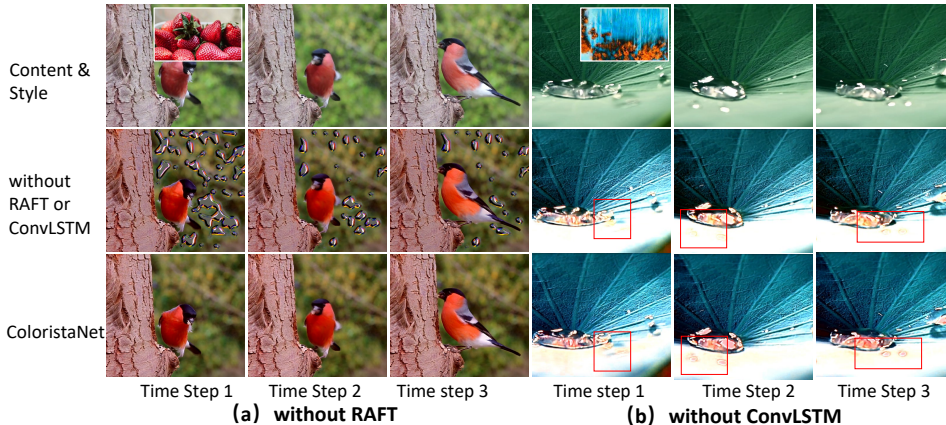 Content &
Style
without
RAFT or
ConvLSTM
ColoristaNet
Time Step 1
Time Step 2
Time step 3
Time step 1
Time Step 2
Time Step 3
(a) without RAFT
(b) without ConvLSTM